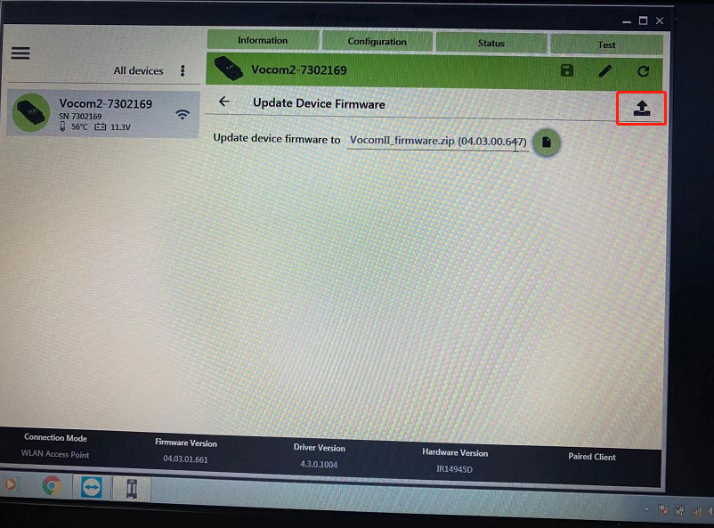 Information
Configuration
Status
Test
All devices
Vocom2-7302169
Vocom2-7302169
SN 7302169
56°C 11.3V
Update Device Firmware
Update device firmware to VocomII_firmware.zip (04.03.00.647)
Connection Mode
WLAN Access Point
Firmware Version
04.03.01.661
Driver Version
4.3.0.1004
Hardware Version
IR14945D
Paired Client